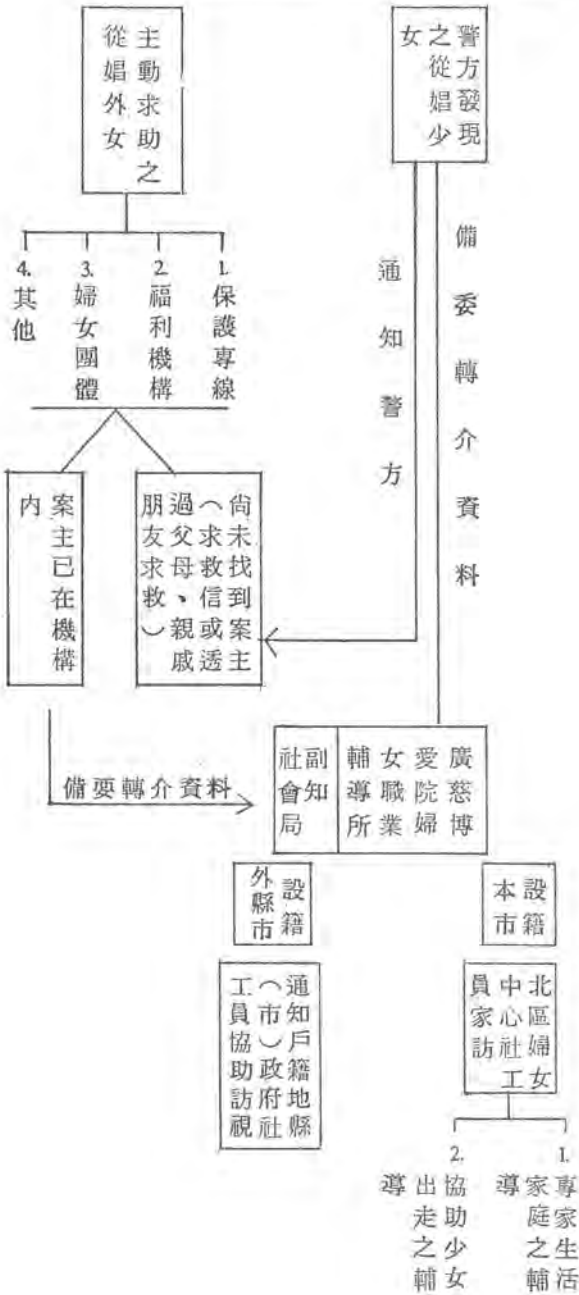 警方發現
之從娼少
女
備委轉介資料
通知警方
主動求助之
從娼外女
1.保護專線
2.福利機構
3.婦女團體
4.其他
尚未找到案主
（求救信或透
過父母、親戚
朋友求救）
案主已在機構
內
備要轉介資料
廣慈博
愛院婦
女職業
輔導所
副知
社會局
設籍
本市
設籍
外縣市
北區婦女
中心社工
員家訪
通知戶籍地縣
（市）政府社
工員協助訪視
1.專家生活
家庭之輔
導
2.協助少女
出走之輔
導